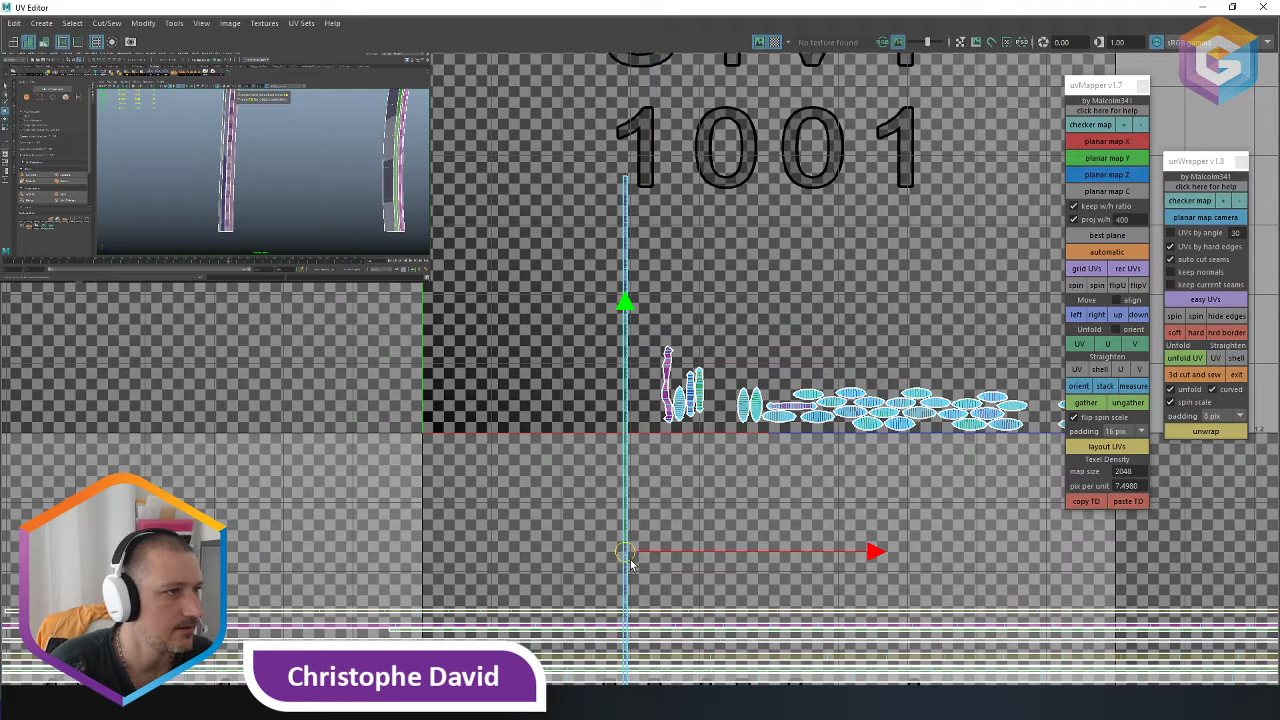 UV Editor
Edit Create Select Cut/Sew Modify Tools View Image Textures UV Sets Help
No texture found
0.00
1.00
sRGB gamma
1001
uvMapper v1.7
by Malcolm341
click here for help
checker map + -
planar map X
planar map Y
planar map Z
planar map C
keep w/h ratio
proj w/h 400
best plane
automatic
grid UVs rec UVs
spin spin flipU flipV
Move align
left right up down
Unfold orient
UV U V
Straighten
UV shell U V
orient stack measure
gather ungather
flip spin scale
padding 16 pix
layout UVs
Texel Density
map size 2048
pix per unit 7.4980
copy TD paste TD
unWrapper v1.8
by Malcolm341
click here for help
checker map + -
planar map camera
UVs by angle 30
UVs by hard edges
auto cut seams
keep normals
keep current seams
easy UVs
spin spin hide edges
soft hard hrd border
Unfold Straighten
unfold UV UV shell
3d cut and sew exit
unfold curved
spin scale
padding 8 pix
unwrap
1.2
G
Christophe David